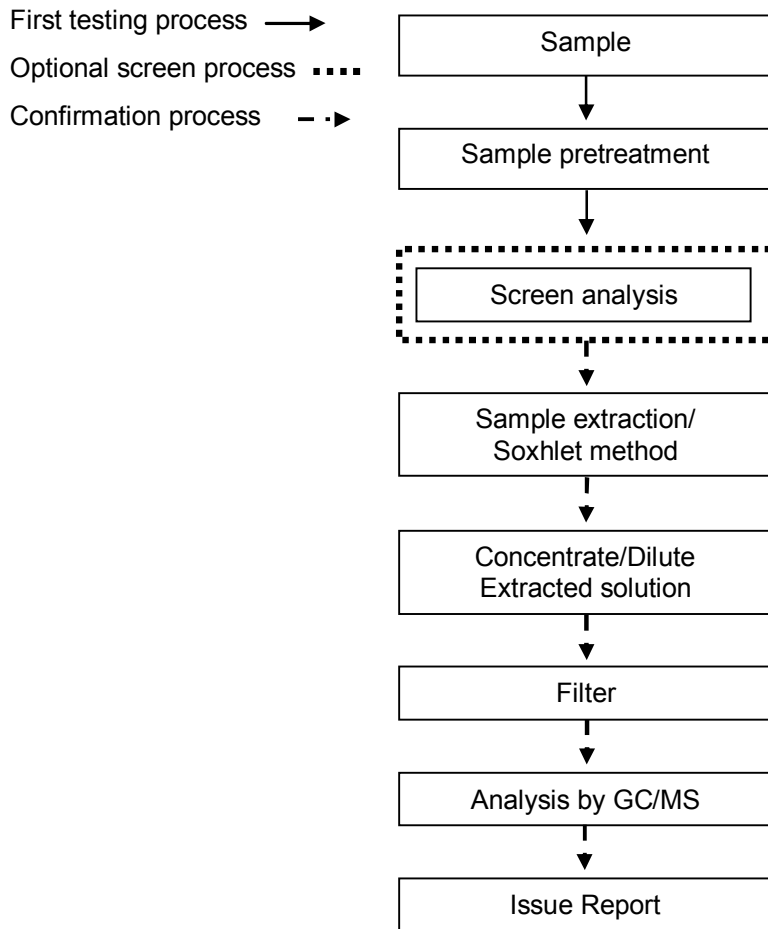 First testing process
Optional screen process
Confirmation process
Sample
Sample pretreatment
Screen analysis
Sample extraction/
Soxhlet method
Concentrate/Dilute
Extracted solution
Filter
Analysis by GC/MS
Issue Report